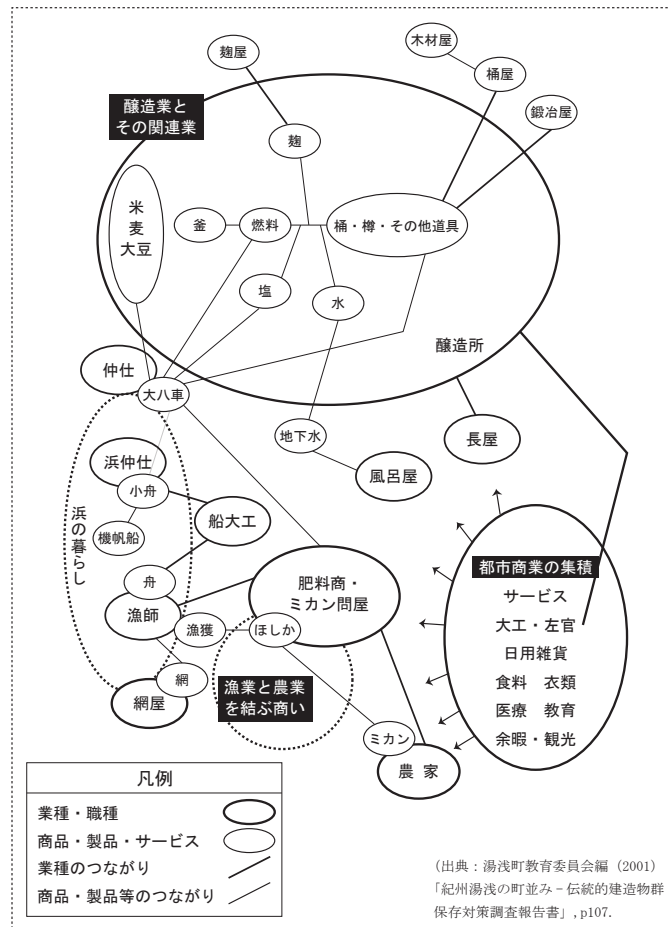 麹屋
木材屋
桶屋
鍛冶屋
醸造業と
その関連業
麹
米
麦
大豆
釜
燃料
桶・樽・その他道具
塩
水
醸造所
仲仕
大八車
地下水
長屋
風呂屋
浜の暮らし
浜仲仕
小舟
船大工
機帆船
舟
漁師
漁獲
ほしか
肥料商・
ミカン問屋
網
網屋
漁業と農業
を結ぶ商い
ミカン
農 家
都市商業の集積
サービス
大工・左官
日用雑貨
食料 衣類
医療 教育
余暇・観光
凡例
業種・職種
商品・製品・サービス
業種のつながり
商品・製品等のつながり
(出典：湯浅町教育委員会編（2001）
「紀州湯浅の町並み－伝統的建造物群
保存対策調査報告書」, p107.